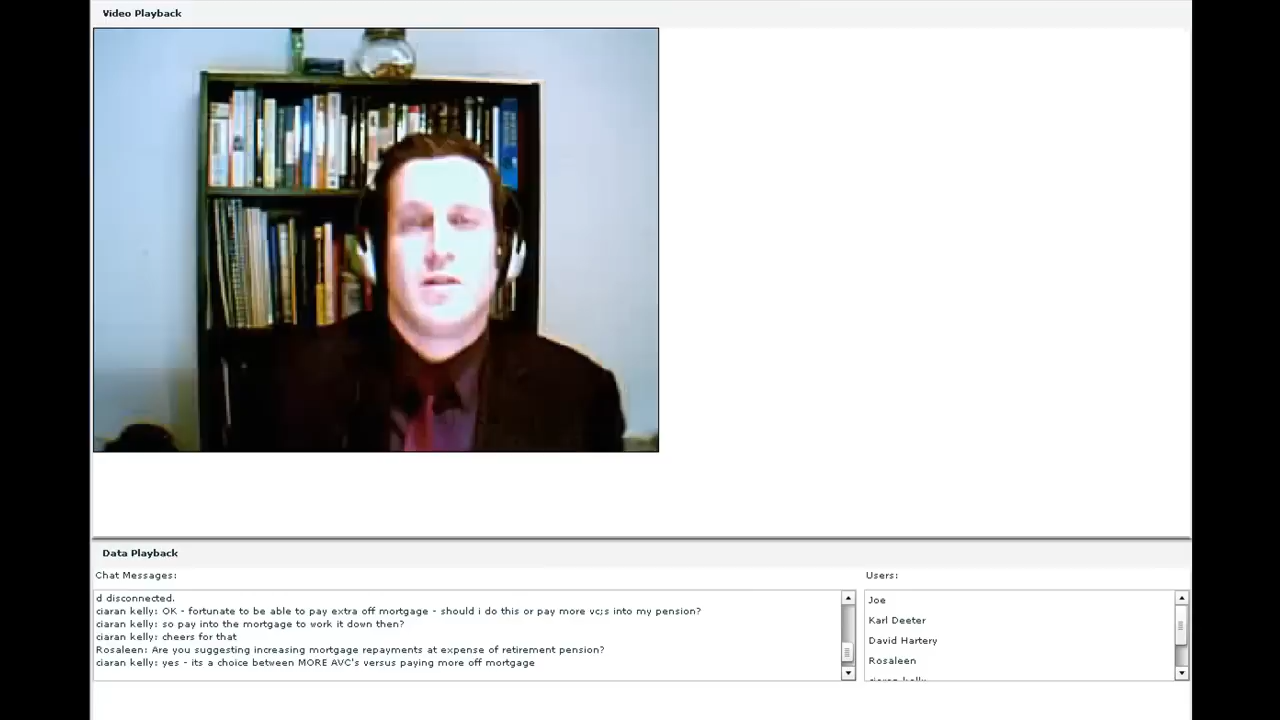 Video Playback
Data Playback
Chat Messages:
d disconnected.
ciaran kelly: OK - fortunate to be able to pay extra off mortgage - should i do this or pay more vc;s into my pension?
ciaran kelly: so pay into the mortgage to work it down then?
ciaran kelly: cheers for that
Rosaleen: Are you suggesting increasing mortgage repayments at expense of retirement pension?
ciaran kelly: yes - its a choice between MORE AVC's versus paying more off mortgage
Users:
Joe
Karl Deeter
David Hartery
Rosaleen
ciaran kelly